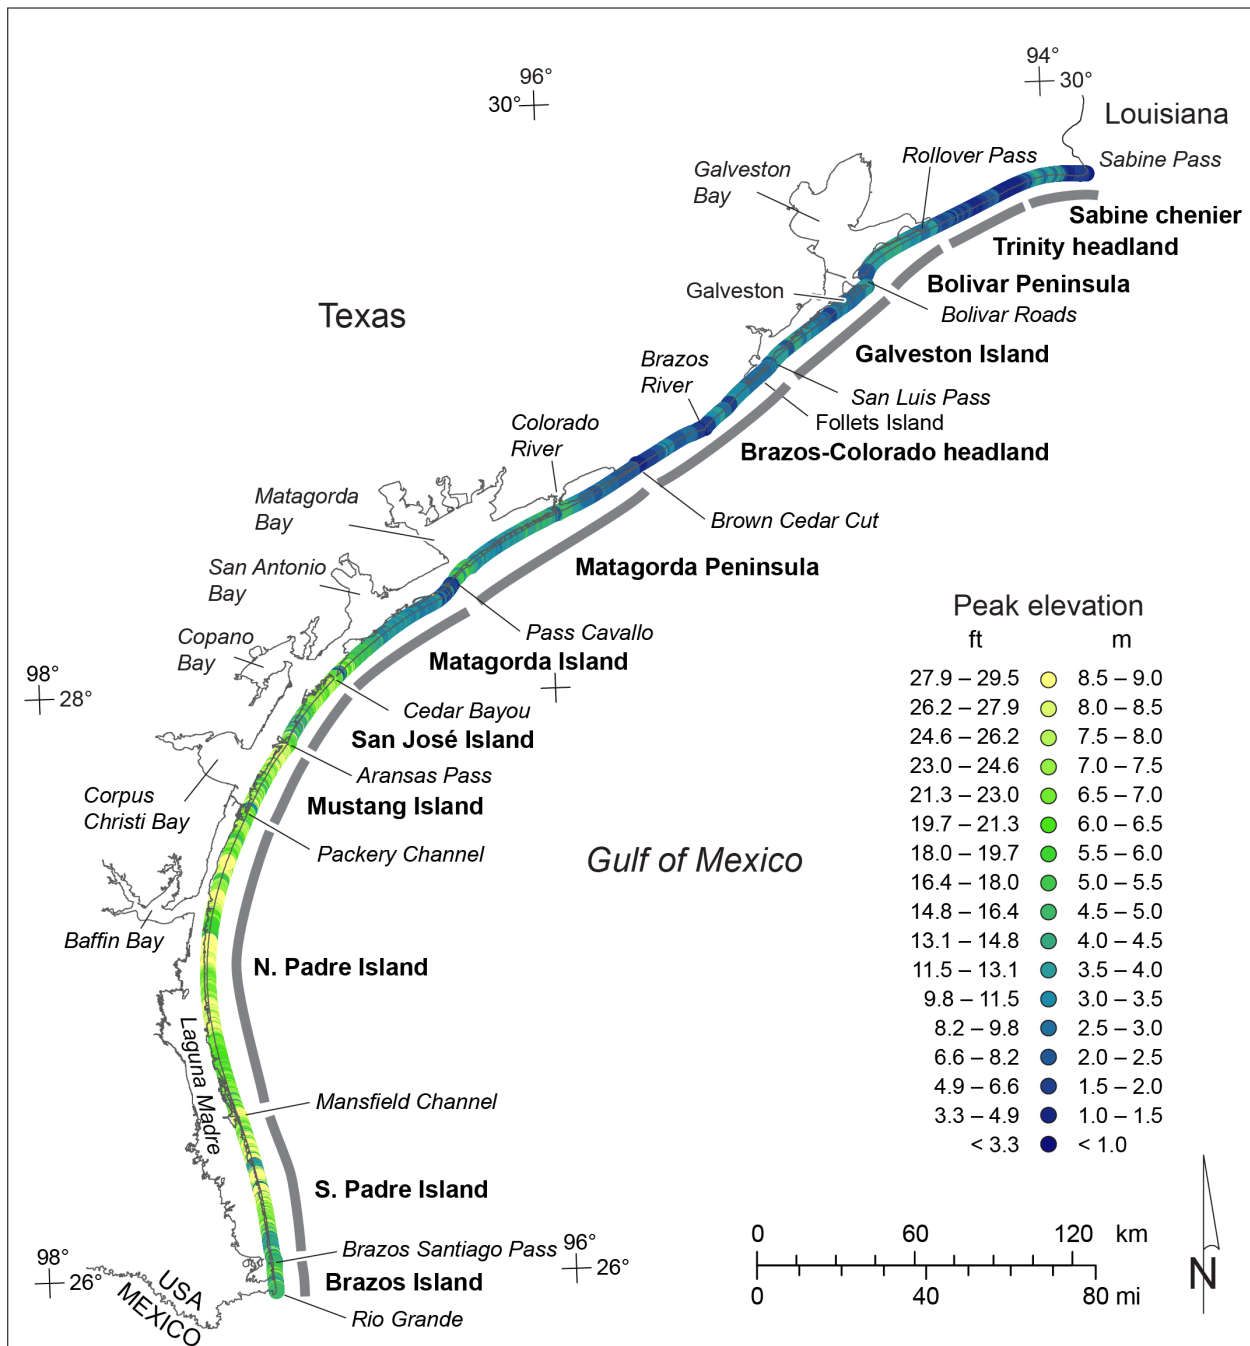 94°
30°
96°
30°
Louisiana
Rollover Pass
Sabine Pass
Galveston
Bay
Sabine chenier
Trinity headland
Bolivar Peninsula
Galveston
Bolivar Roads
Texas
Galveston Island
Brazos
River
San Luis Pass
Follets Island
Colorado
River
Brazos-Colorado headland
Matagorda
Bay
Brown Cedar Cut
San Antonio
Bay
Matagorda Peninsula
Copano
Bay
Pass Cavallo
Matagorda Island
98°
28°
Cedar Bayou
San José Island
Aransas Pass
Corpus
Christi Bay
Mustang Island
Packery Channel
Gulf of Mexico
Baffin Bay
N. Padre Island
Laguna Madre
Mansfield Channel
S. Padre Island
Brazos Santiago Pass
96°
26°
98°
26°
Brazos Island
USA
MEXICO
Rio Grande
Peak elevation
ft m
27.9 – 29.5 8.5 – 9.0
26.2 – 27.9 8.0 – 8.5
24.6 – 26.2 7.5 – 8.0
23.0 – 24.6 7.0 – 7.5
21.3 – 23.0 6.5 – 7.0
19.7 – 21.3 6.0 – 6.5
18.0 – 19.7 5.5 – 6.0
16.4 – 18.0 5.0 – 5.5
14.8 – 16.4 4.5 – 5.0
13.1 – 14.8 4.0 – 4.5
11.5 – 13.1 3.5 – 4.0
9.8 – 11.5 3.0 – 3.5
8.2 – 9.8 2.5 – 3.0
6.6 – 8.2 2.0 – 2.5
4.9 – 6.6 1.5 – 2.0
3.3 – 4.9 1.0 – 1.5
< 3.3 < 1.0
0 60 120 km
0 40 80 mi
N